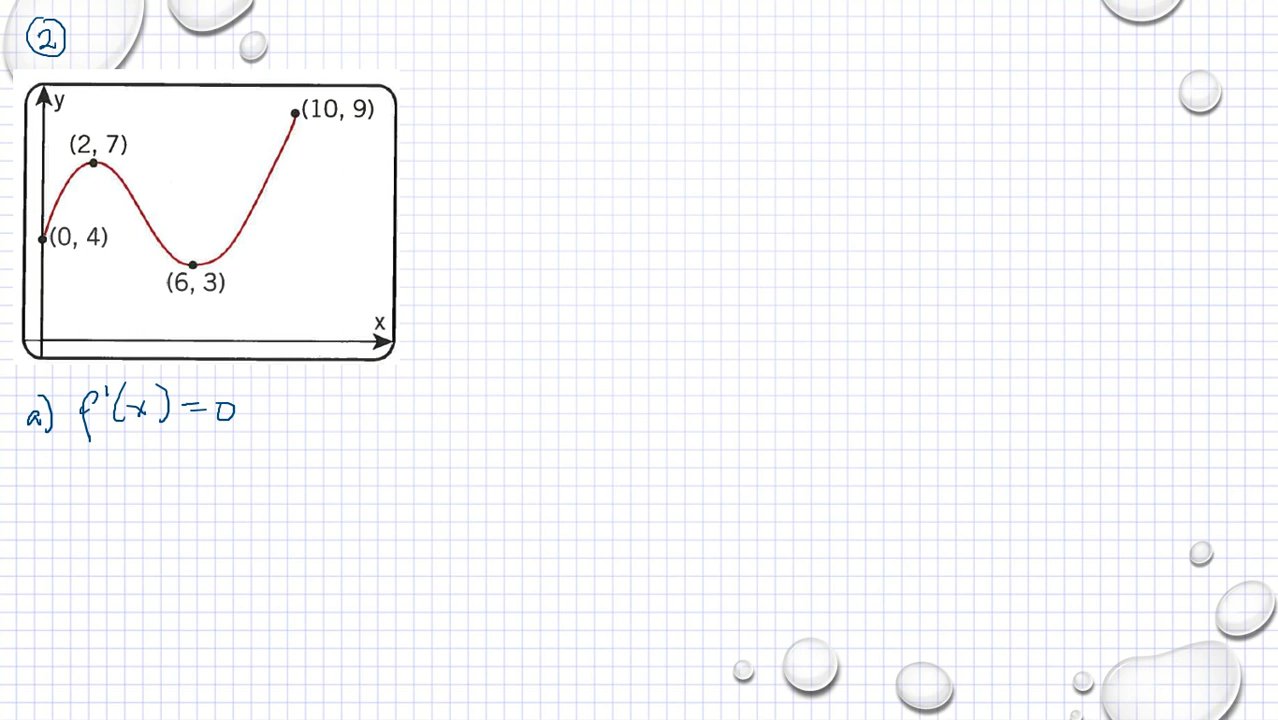 2
y
(10, 9)
(2, 7)
(0, 4)
(6, 3)
x
a) f'(x) = 0